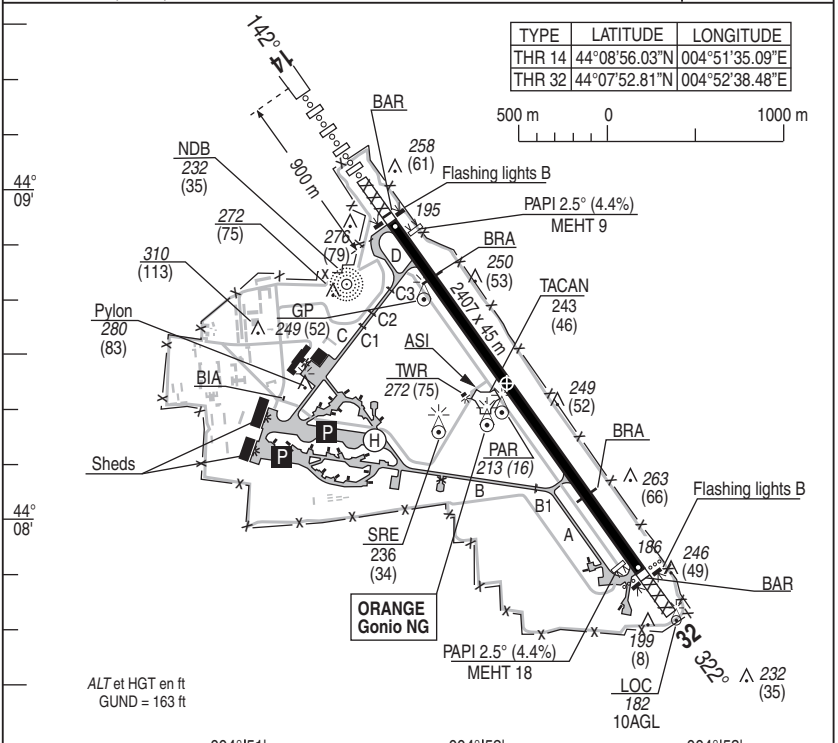 TYPE LATITUDE LONGITUDE
THR 14 44°08'56.03"N 004°51'35.09"E
THR 32 44°07'52.81"N 004°52'38.48"E
500 m 0 1000 m
142°
14
BAR
258
(61)
Flashing lights B
NDB
232
(35)
900 m
44°
09'
195
PAPI 2.5° (4.4%)
MEHT 9
272
(75)
276
(79)
BRA
250
(53)
310
(113)
D
TACAN
243
(46)
C3
2407 x 45 m
GP
249 (52)
Pylon
280
(83)
C
C2
C1
ASI
TWR
272 (75)
BIA
249
(52)
P
H
BRA
P
PAR
213 (16)
Sheds
263
(66)
B
Flashing lights B
B1
44°
08'
A
SRE
236
(34)
186
246
(49)
BAR
ORANGE
Gonio NG
PAPI 2.5° (4.4%)
MEHT 18
199
(8)
32
322°
232
(35)
LOC
182
10AGL
ALT et HGT en ft
GUND = 163 ft